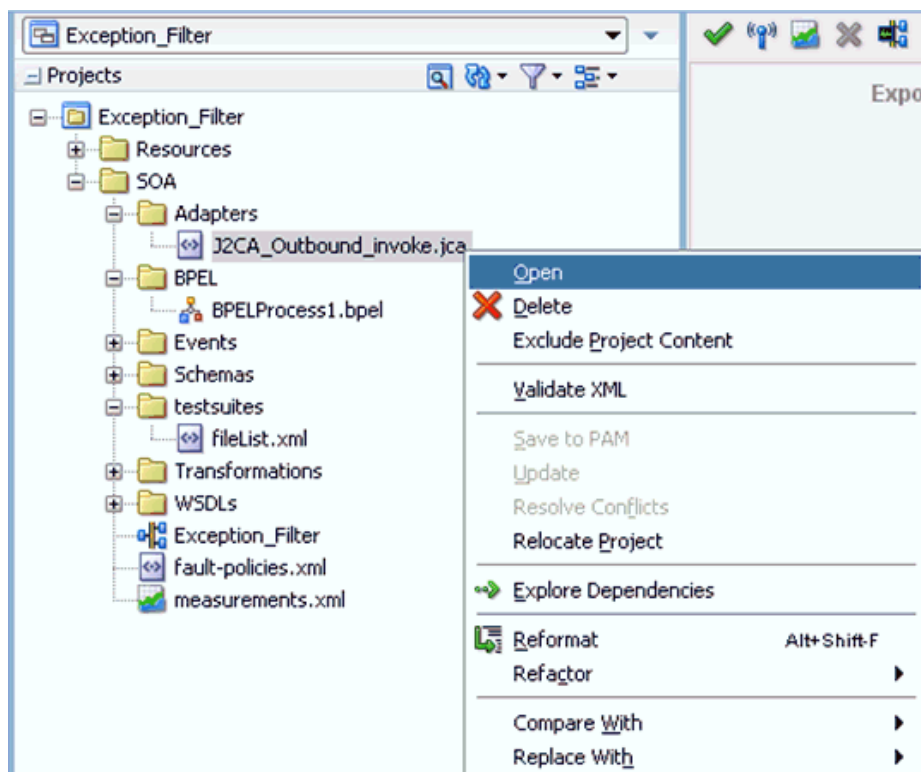 Exception_Filter
Projects
Expo
Exception_Filter
Resources
SOA
Adapters
J2CA_Outbound_invoke.jca
BPEL
BPELProcess1.bpel
Events
Schemas
testsuites
fileList.xml
Transformations
WSDLs
Exception_Filter
fault-policies.xml
measurements.xml
Open
Delete
Exclude Project Content
Validate XML
Save to PAM
Update
Resolve Conflicts
Relocate Project
Explore Dependencies
Reformat Alt+Shift-F
Refactor
Compare With
Replace With